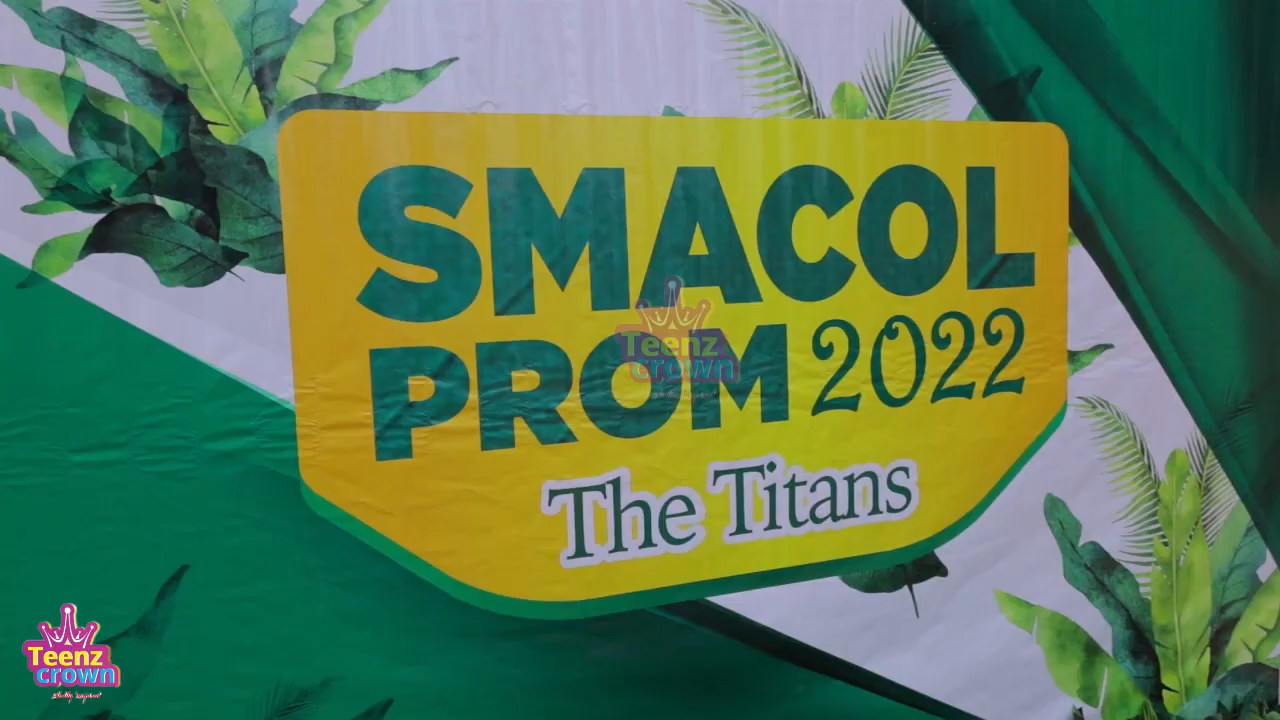 SMACOL
PROM 2022
The Titans
Teenz
crown
Teenz
crown